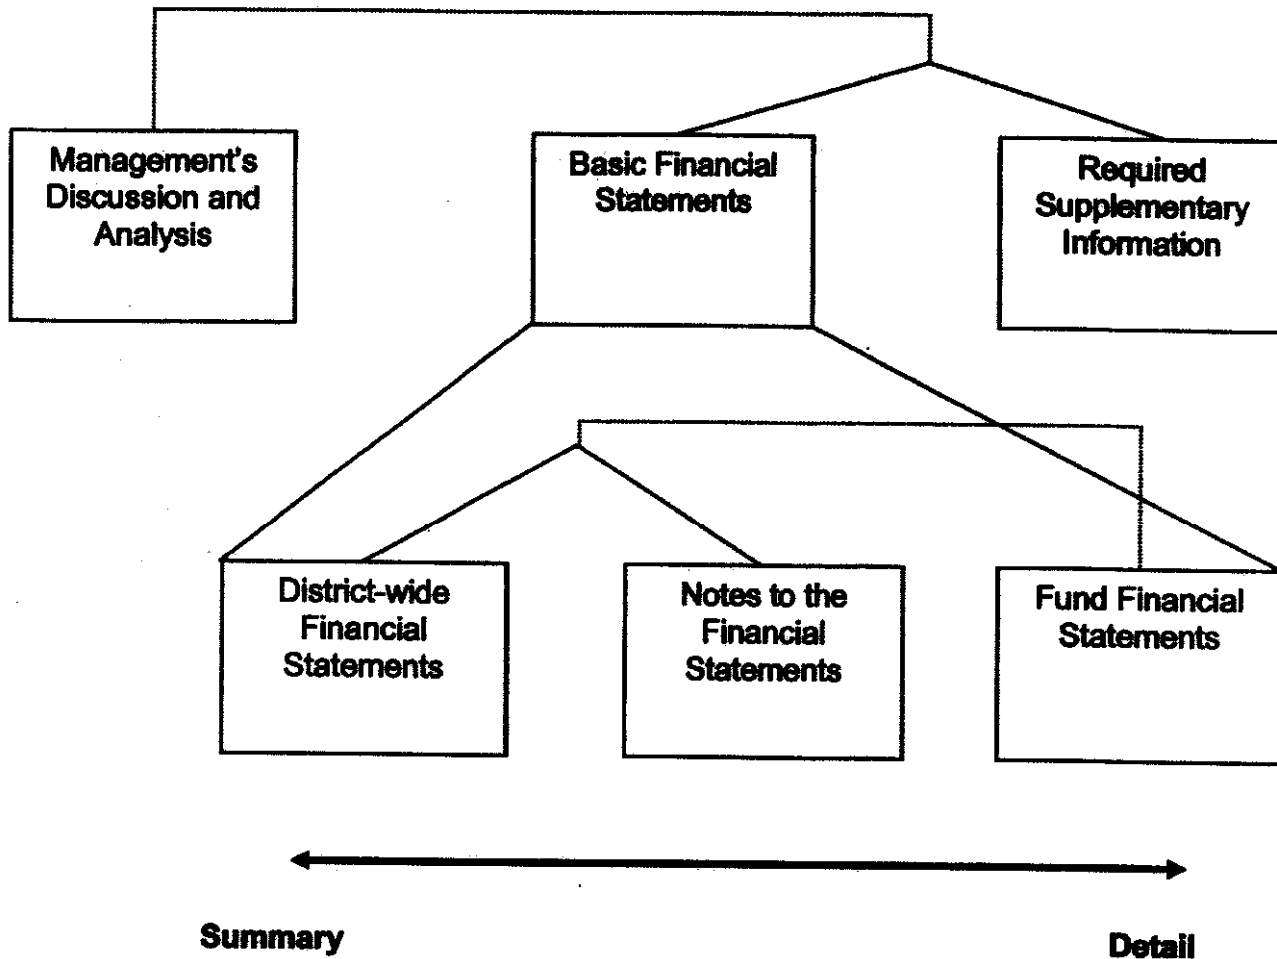 Management's
Discussion and
Analysis
Basic Financial
Statements
Required
Supplementary
Information
District-wide
Financial
Statements
Notes to the
Financial
Statements
Fund Financial
Statements
Summary
Detail